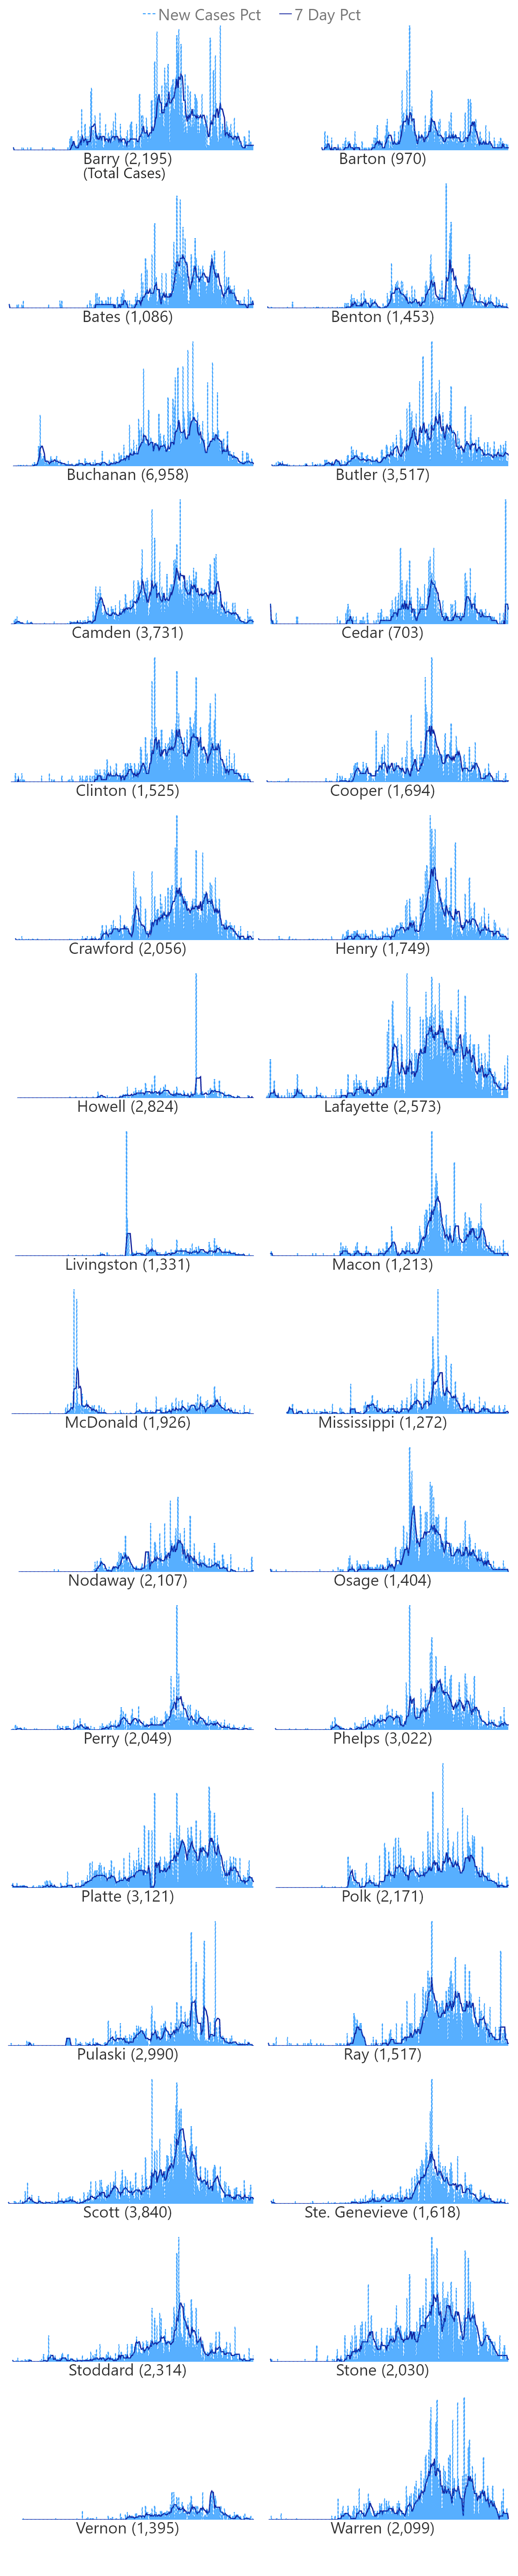 New Cases Pct 7 Day Pct
Barry (2,195) Barton (970)
(Total Cases)
Bates (1,086) Benton (1,453)
Buchanan (6,958) Butler (3,517)
Camden (3,731) Cedar (703)
Clinton (1,525) Cooper (1,694)
Crawford (2,056) Henry (1,749)
Howell (2,824) Lafayette (2,573)
Livingston (1,331) Macon (1,213)
McDonald (1,926) Mississippi (1,272)
Nodaway (2,107) Osage (1,404)
Perry (2,049) Phelps (3,022)
Platte (3,121) Polk (2,171)
Pulaski (2,990) Ray (1,517)
Scott (3,840) Ste. Genevieve (1,618)
Stoddard (2,314) Stone (2,030)
Vernon (1,395) Warren (2,099)